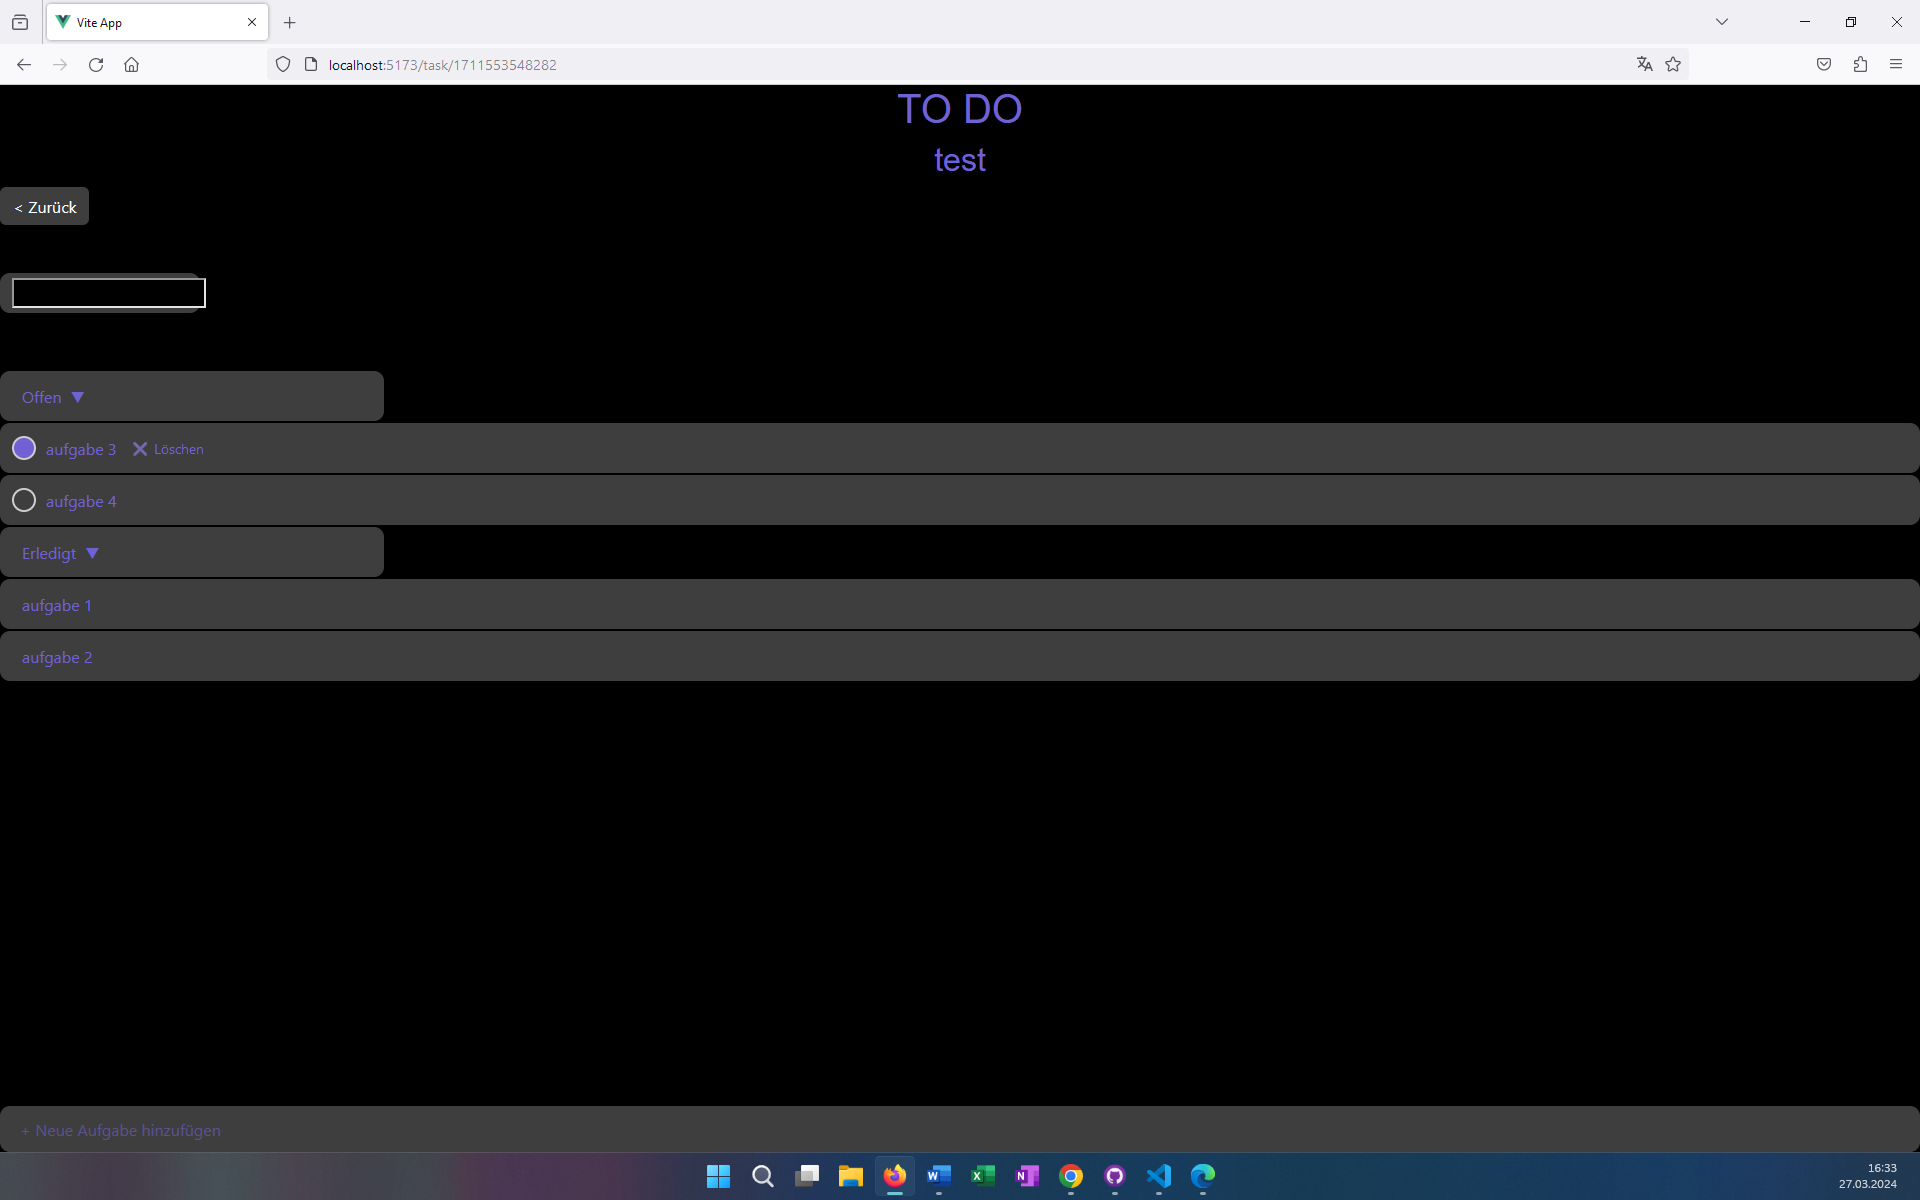 Vite App
localhost:5173/task/1711553548282
TO DO
test
< Zurück
Offen ▼
aufgabe 3 ✕ Löschen
aufgabe 4
Erledigt ▼
aufgabe 1
aufgabe 2
+ Neue Aufgabe hinzufügen
16:33
27.03.2024